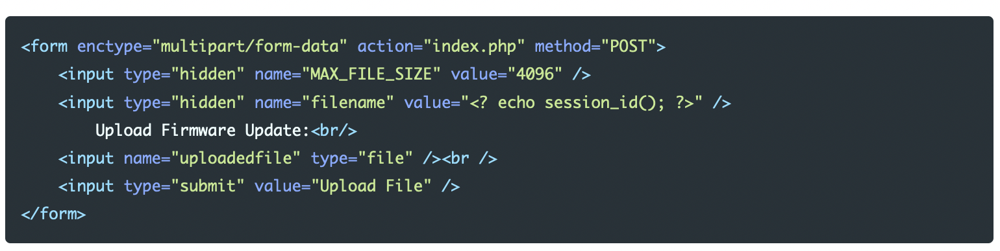 <form enctype="multipart/form-data" action="index.php" method="POST">
    <input type="hidden" name="MAX_FILE_SIZE" value="4096" />
    <input type="hidden" name="filename" value="<? echo session_id(); ?>" />
        Upload Firmware Update:<br/>
    <input name="uploadedfile" type="file" /><br />
    <input type="submit" value="Upload File" />
</form>